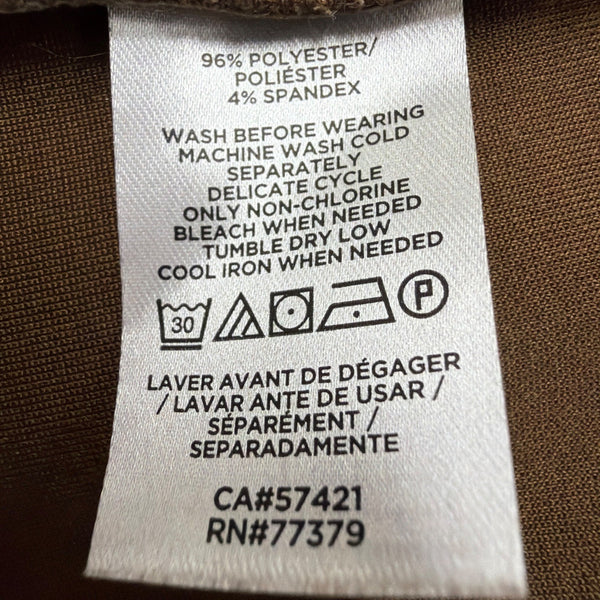 96% POLYESTER/
POLIÉSTER
4% SPANDEX
WASH BEFORE WEARING
MACHINE WASH COLD
SEPARATELY
DELICATE CYCLE
ONLY NON-CHLORINE
BLEACH WHEN NEEDED
TUMBLE DRY LOW
COOL IRON WHEN NEEDED
30 P
LAVER AVANT DE DÉGAGER
/ LAVAR ANTE DE USAR /
SÉPARÉMENT /
SEPARADAMENTE
CA#57421
RN#77379